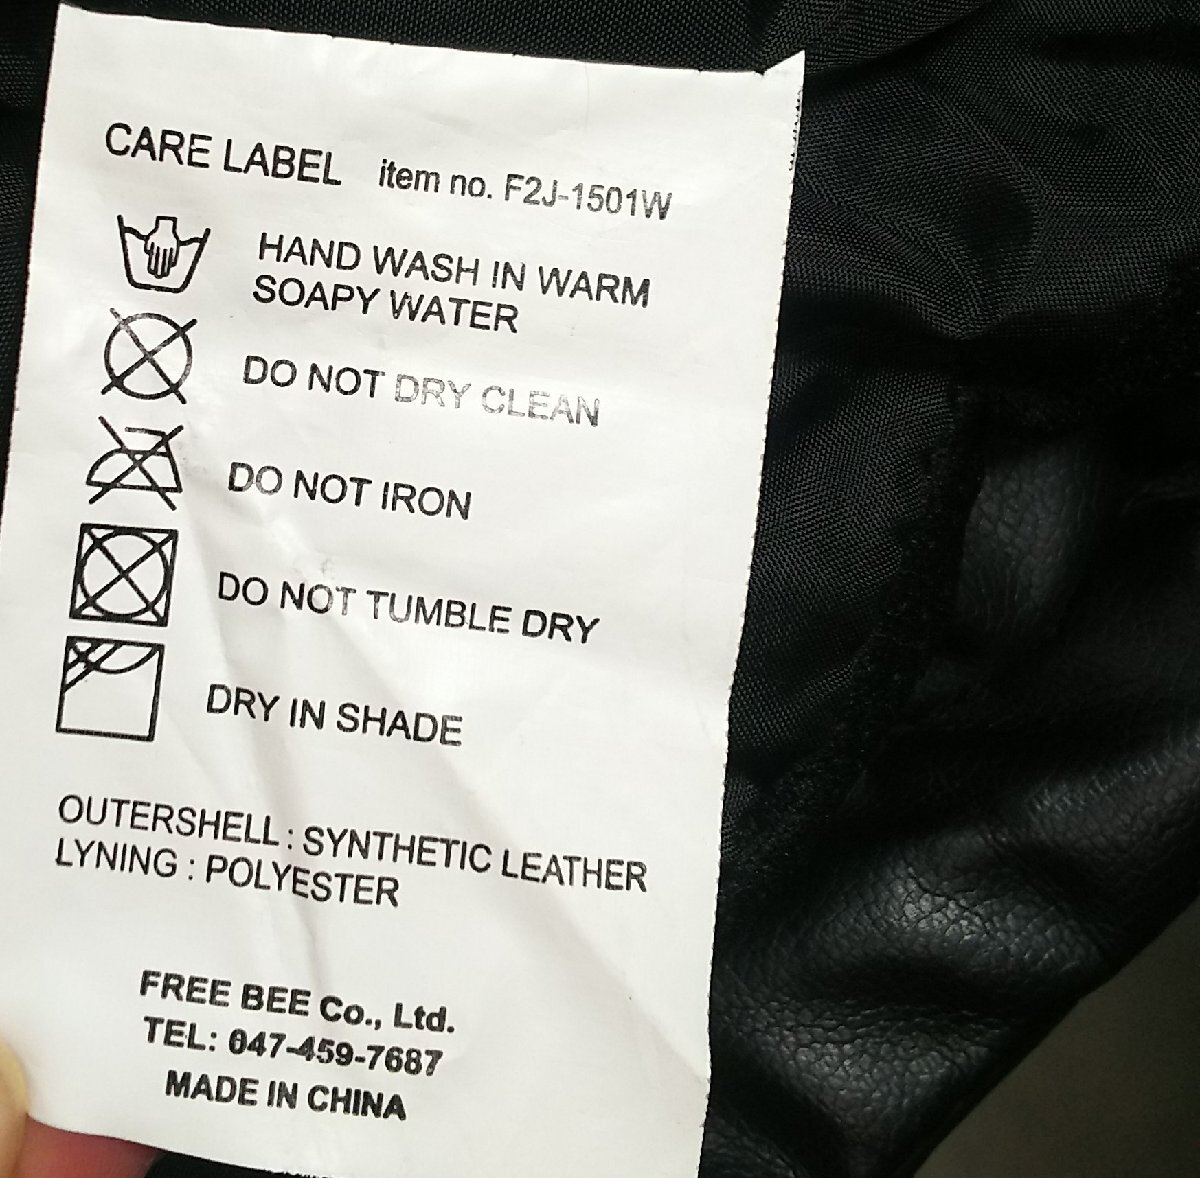 CARE LABEL item no. F2J-1501W
HAND WASH IN WARM
SOAPY WATER
DO NOT DRY CLEAN
DO NOT IRON
DO NOT TUMBLE DRY
DRY IN SHADE
OUTERSHELL : SYNTHETIC LEATHER
LYNING : POLYESTER
FREE BEE Co., Ltd.
TEL: 047-459-7687
MADE IN CHINA